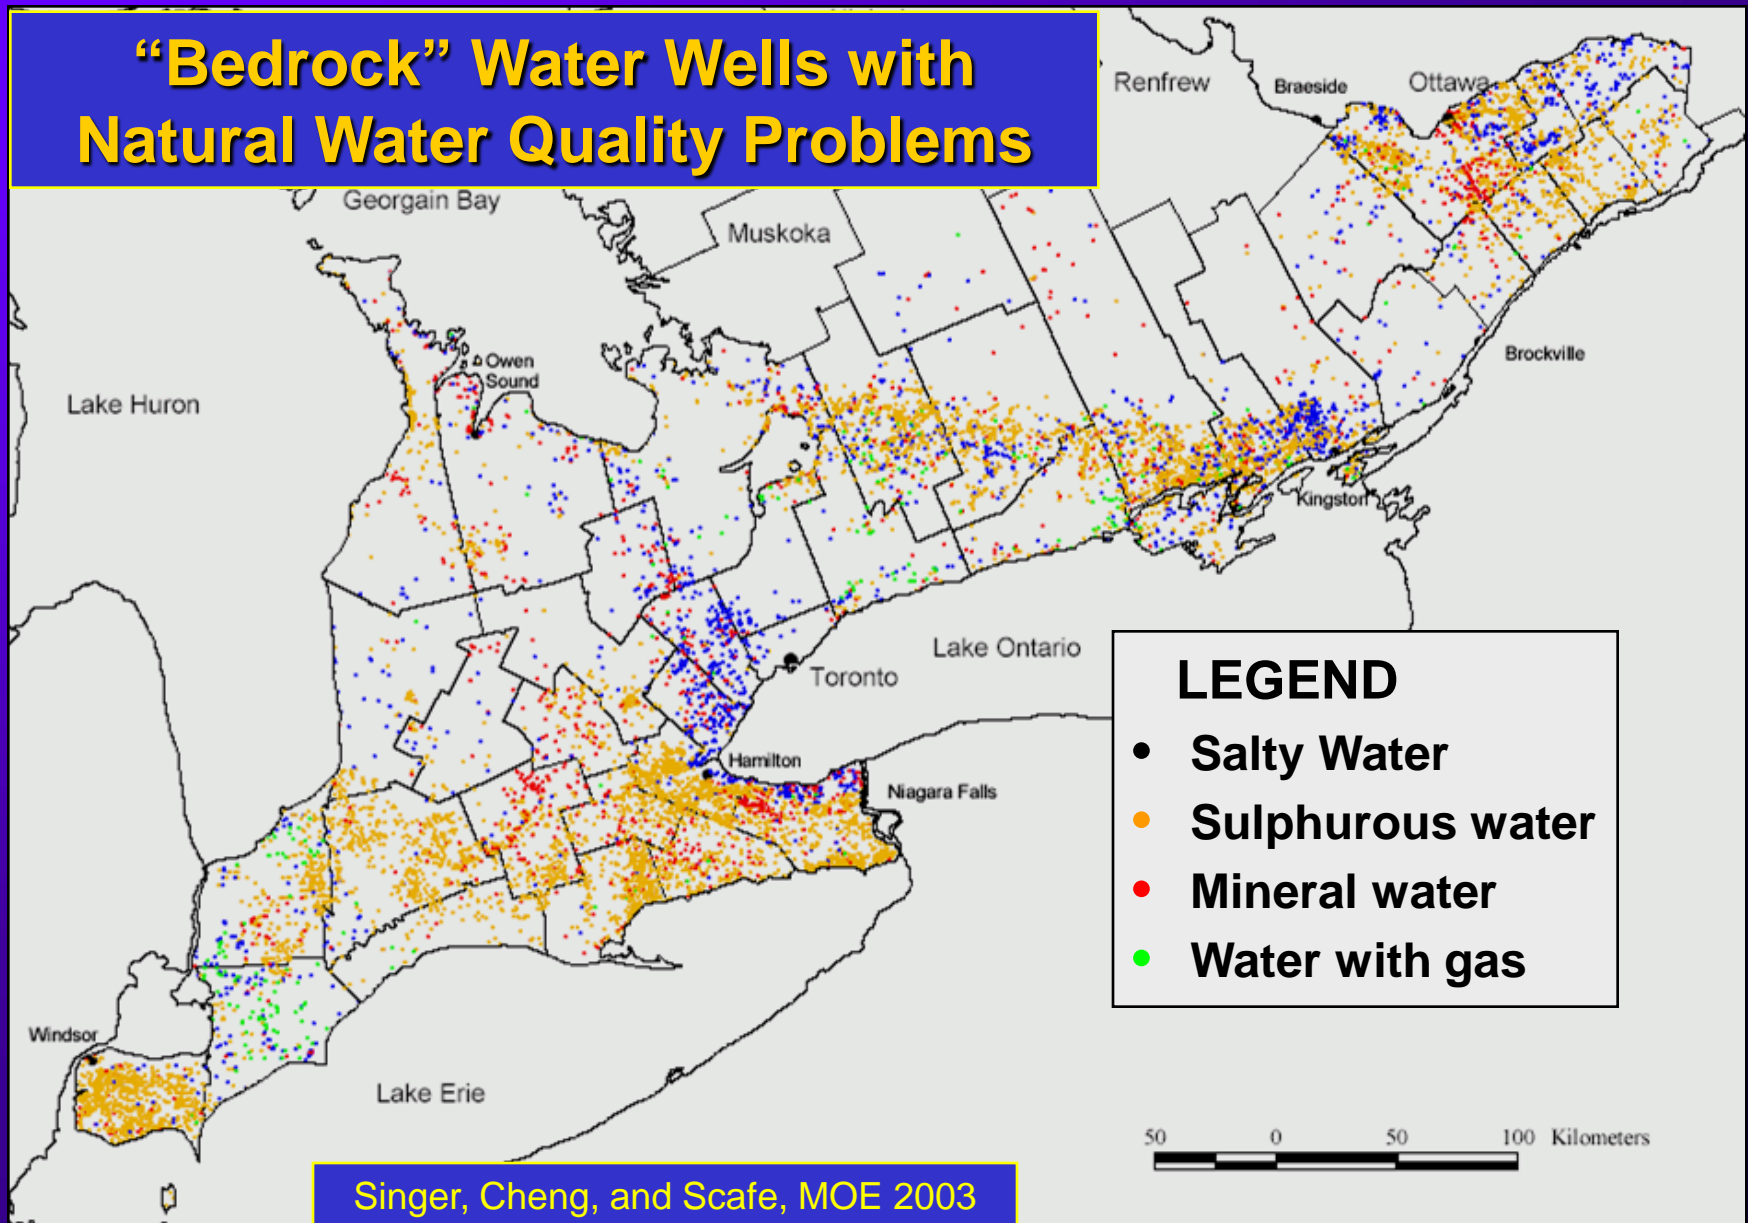 “Bedrock” Water Wells with
Natural Water Quality Problems
Renfrew
Braeside
Ottawa
Georgain Bay
Muskoka
Owen
Sound
Brockville
Lake Huron
Kingston
Lake Ontario
Toronto
Hamilton
Niagara Falls
LEGEND
Salty Water
Sulphurous water
Mineral water
Water with gas
Windsor
Lake Erie
50 0 50 100 Kilometers
Singer, Cheng, and Scafe, MOE 2003